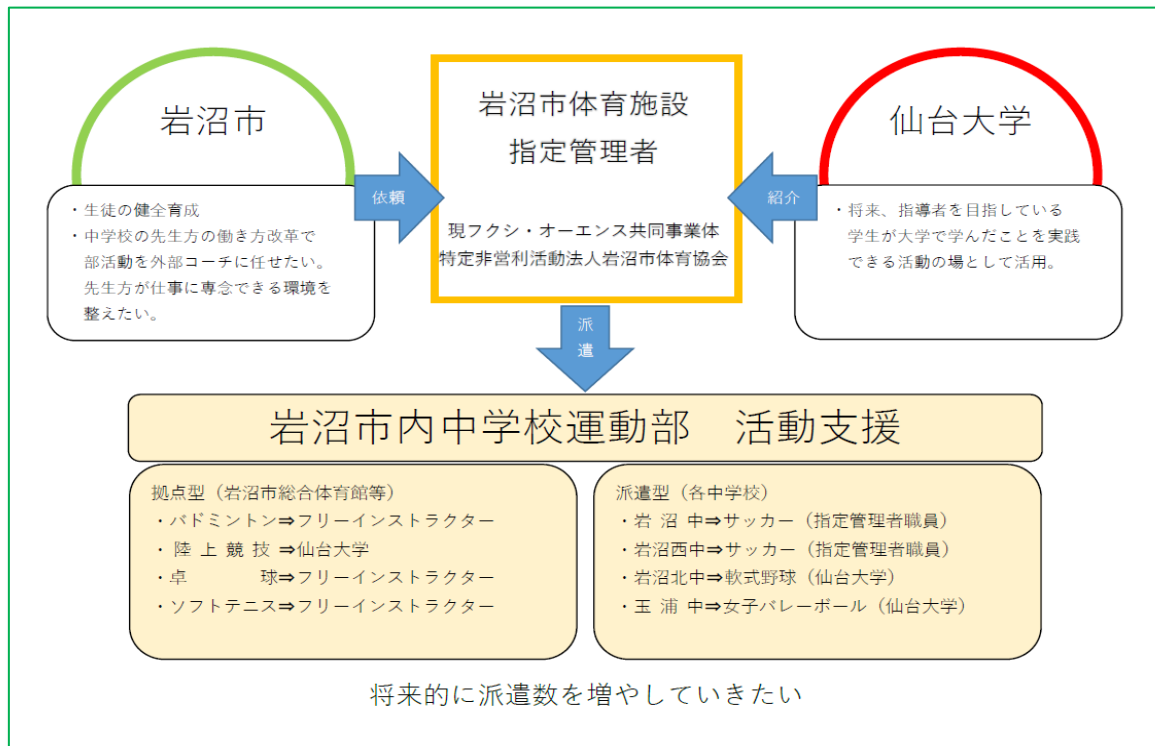 岩沼市
・生徒の健全育成
・中学校の先生方の働き方改革で
部活動を外部コーチに任せたい。
先生方が仕事に専念できる環境を
整えたい。
依頼
岩沼市体育施設
指定管理者
現フクシ・オーエンス共同事業体
特定非営利活動法人岩沼市体育協会
紹介
仙台大学
・将来、指導者を目指している
学生が大学で学んだことを実践
できる活動の場として活用。
派
遣
岩沼市内中学校運動部　活動支援
拠点型（岩沼市総合体育館等）
・バドミントン⇒フリーインストラクター
・陸 上 競 技 ⇒仙台大学
・卓　　　球⇒フリーインストラクター
・ソフトテニス⇒フリーインストラクター
派遣型（各中学校）
・岩 沼 中⇒サッカー（指定管理者職員）
・岩沼西中⇒サッカー（指定管理者職員）
・岩沼北中⇒軟式野球（仙台大学）
・玉 浦 中⇒女子バレーボール（仙台大学）
将来的に派遣数を増やしていきたい